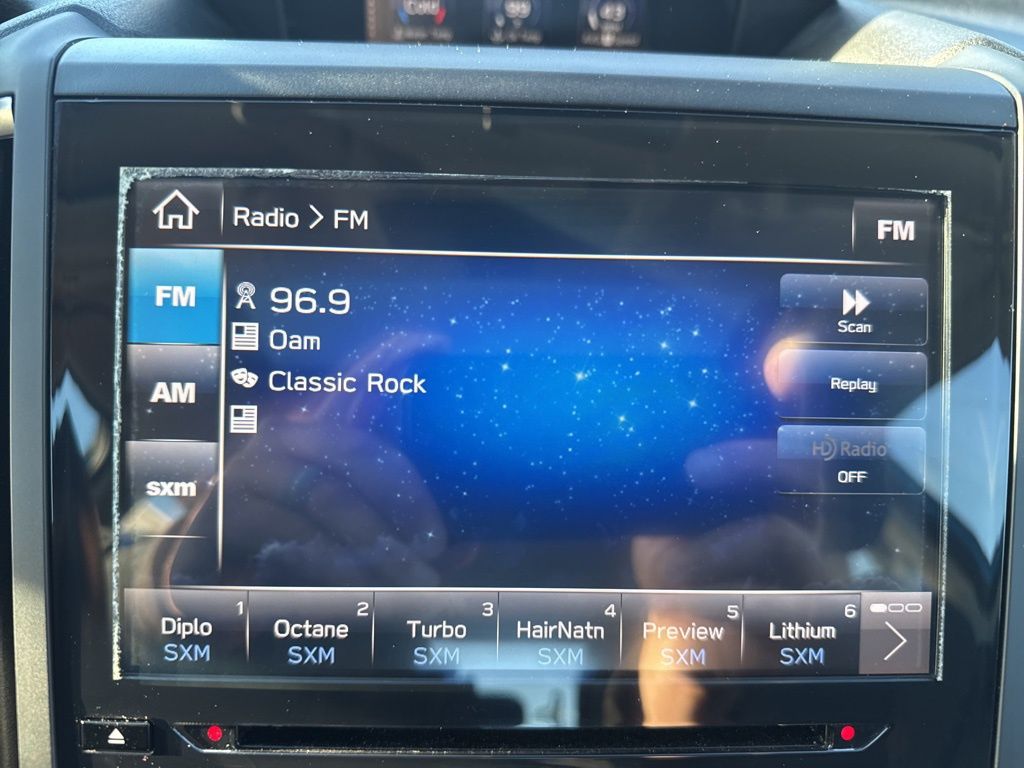 Radio > FM
FM
FM
AM
sxm
96.9
Oam
Classic Rock
Scan
Replay
HD Radio
OFF
1
Diplo
SXM
2
Octane
SXM
3
Turbo
SXM
4
HairNatn
SXM
5
Preview
SXM
6
Lithium
SXM